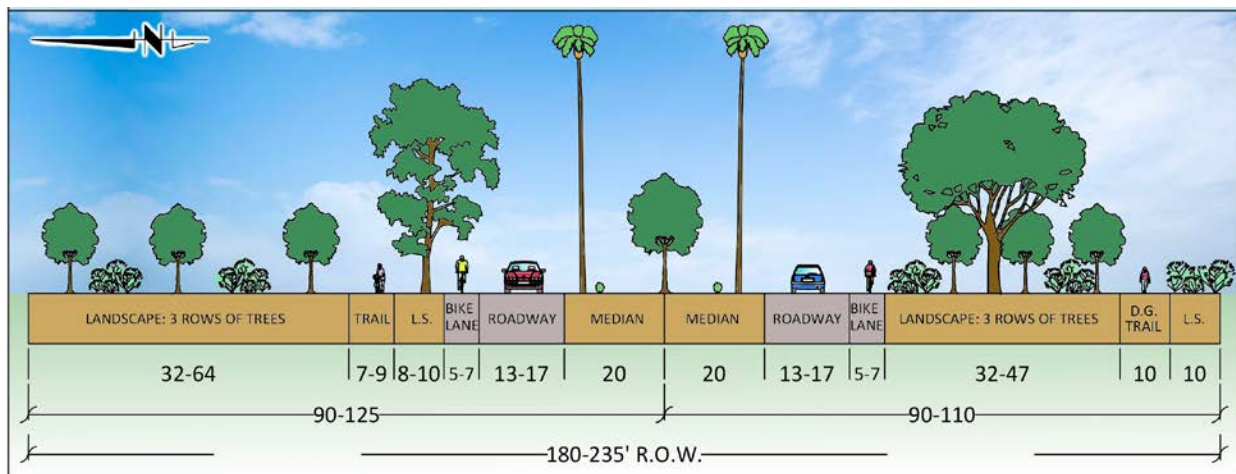 N
LANDSCAPE: 3 ROWS OF TREES
TRAIL
L.S.
BIKE
LANE
ROADWAY
MEDIAN
MEDIAN
ROADWAY
BIKE
LANE
LANDSCAPE: 3 ROWS OF TREES
D.G.
TRAIL
L.S.
32-64 7-9 8-10 5-7 13-17 20 20 13-17 5-7 32-47 10 10
90-125 90-110
180-235' R.O.W.